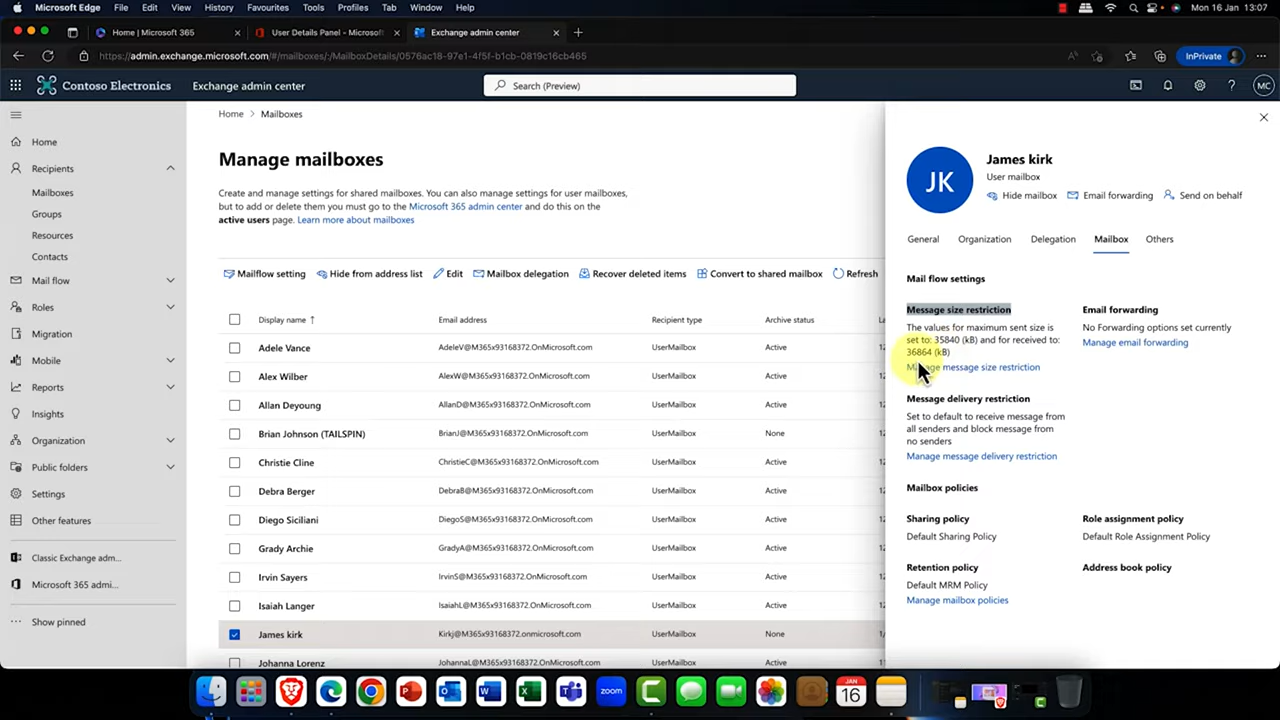 Microsoft Edge File Edit View History Favourites Tools Profiles Tab Window Help Mon 16 Jan 13:07
Home | Microsoft 365 User Details Panel - Microsoft Exchange admin center
https://admin.exchange.microsoft.com/#/mailboxes/:/MailboxDetails/0576ac18-97e1-4f5f-b1cb-0819c16cb465 InPrivate
Contoso Electronics Exchange admin center Search (Preview) MC
Home > Mailboxes
Manage mailboxes
Create and manage settings for shared mailboxes. You can also manage settings for user mailboxes,
but to add or delete them you must go to the Microsoft 365 admin center and do this on the
active users page. Learn more about mailboxes
Mailflow setting Hide from address list Edit Mailbox delegation Recover deleted items Convert to shared mailbox Refresh
Display name ↑ Email address Recipient type Archive status
Adele Vance AdeleV@M365x93168372.OnMicrosoft.com UserMailbox Active
Alex Wilber AlexW@M365x93168372.OnMicrosoft.com UserMailbox Active
Allan Deyoung AllanD@M365x93168372.OnMicrosoft.com UserMailbox Active
Brian Johnson (TAILSPIN) BrianJ@M365x93168372.OnMicrosoft.com UserMailbox None
Christie Cline ChristieC@M365x93168372.OnMicrosoft.com UserMailbox Active
Debra Berger DebraB@M365x93168372.OnMicrosoft.com UserMailbox Active
Diego Siciliani DiegoS@M365x93168372.OnMicrosoft.com UserMailbox Active
Grady Archie GradyA@M365x93168372.OnMicrosoft.com UserMailbox Active
Irvin Sayers IrvinS@M365x93168372.OnMicrosoft.com UserMailbox Active
Isaiah Langer IsaiahL@M365x93168372.OnMicrosoft.com UserMailbox Active
James kirk Kirkj@M365x93168372.onmicrosoft.com UserMailbox None
Johanna Lorenz JohannaL@M365x93168372.OnMicrosoft.com UserMailbox Active
Home
Recipients
Mailboxes
Groups
Resources
Contacts
Mail flow
Roles
Migration
Mobile
Reports
Insights
Organization
Public folders
Settings
Other features
Classic Exchange adm...
Microsoft 365 admi...
Show pinned
JK
James kirk
User mailbox
Hide mailbox Email forwarding Send on behalf
General Organization Delegation Mailbox Others
Mail flow settings
Message size restriction
The values for maximum sent size is
set to: 35840 (kB) and for received to:
36864 (kB)
message size restriction
Email forwarding
No Forwarding options set currently
Manage email forwarding
Message delivery restriction
Set to default to receive message from
all senders and block message from
no senders
Manage message delivery restriction
Mailbox policies
Sharing policy
Default Sharing Policy
Role assignment policy
Default Role Assignment Policy
Retention policy
Default MRM Policy
Manage mailbox policies
Address book policy
zoom
JAN
16